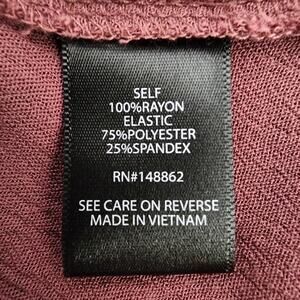 SELF
100%RAYON
ELASTIC
75%POLYESTER
25%SPANDEX
RN#148862
SEE CARE ON REVERSE
MADE IN VIETNAM